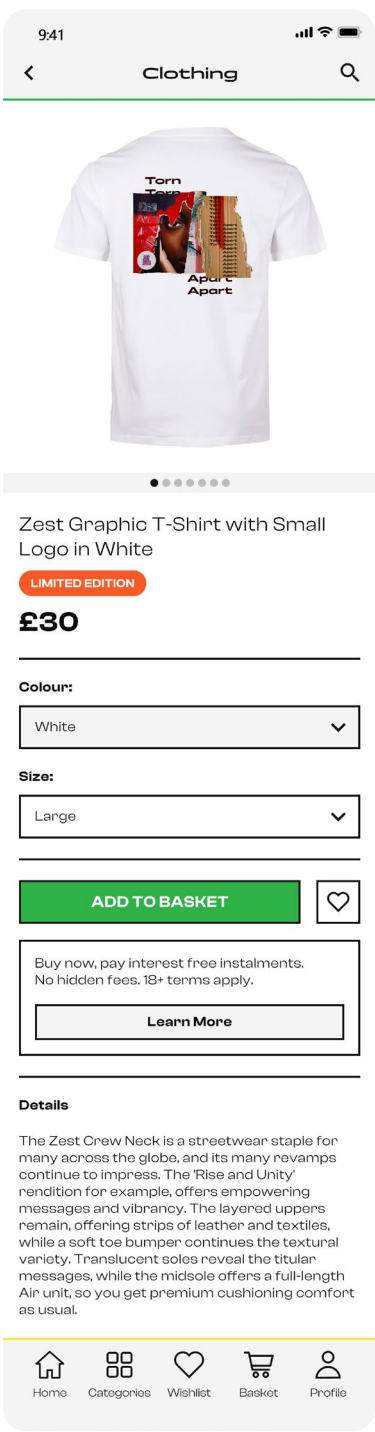 9:41
Clothing
Torn
Torn
Apart
Apart
Zest Graphic T-Shirt with Small
Logo in White
LIMITED EDITION
£30
Colour:
White
Size:
Large
ADD TO BASKET
Buy now, pay interest free instalments.
No hidden fees. 18+ terms apply.
Learn More
Details
The Zest Crew Neck is a streetwear staple for
many across the globe, and its many revamps
continue to impress. The 'Rise and Unity'
rendition for example, offers empowering
messages and vibrancy. The layered uppers
remain, offering strips of leather and textiles,
while a soft toe bumper continues the textural
variety. Translucent soles reveal the titular
messages, while the midsole offers a full-length
Air unit, so you get premium cushioning comfort
as usual.
Home Categories Wishlist Basket Profile